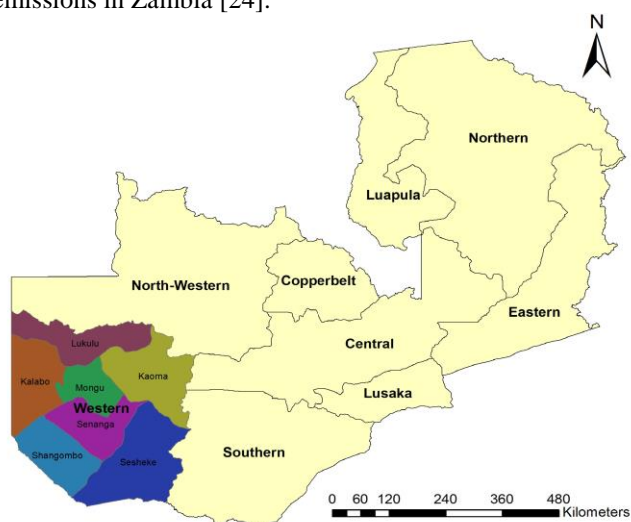 emissions in Zambia [24].
N
Northern
Luapula
North-Western
Copperbelt
Eastern
Central
Lukulu
Kalabo
Mongu
Kaoma
Western
Lusaka
Senanga
Southern
Shangombo
Sesheke
0 60 120 240 360 480
Kilometers